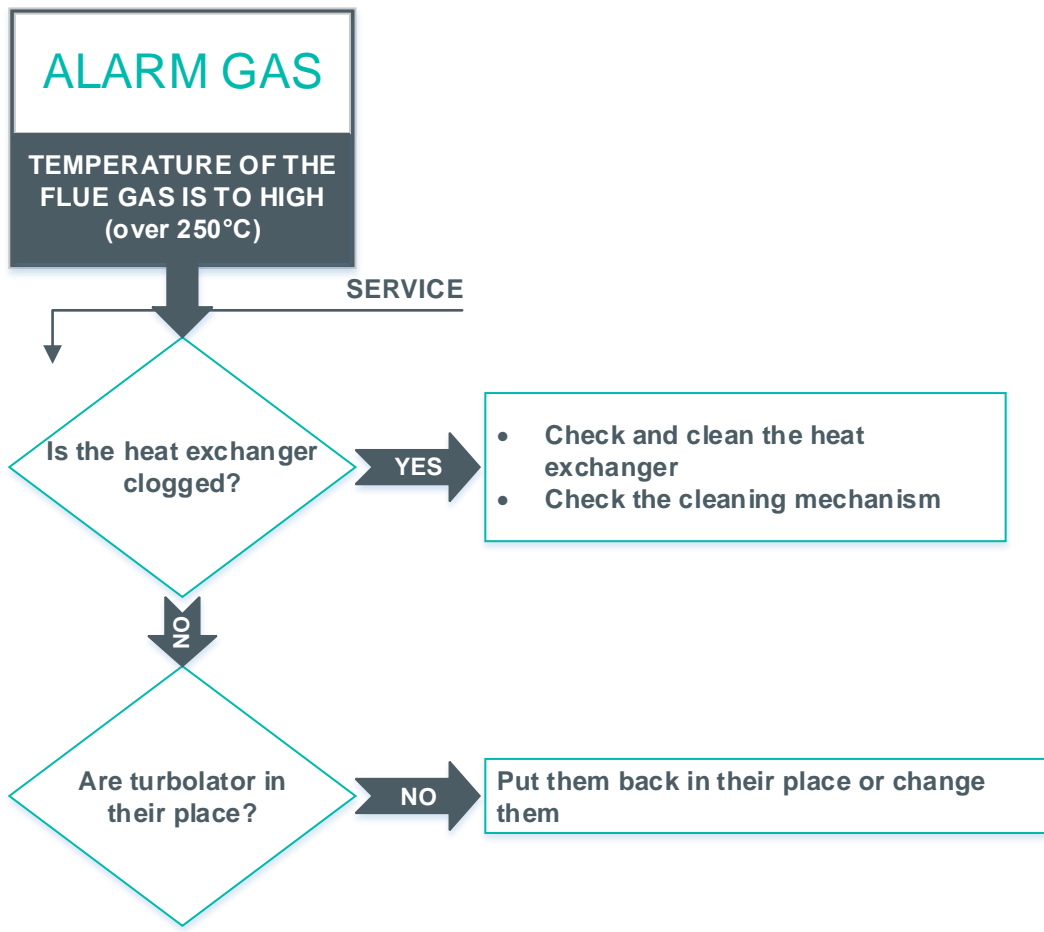 ALARM GAS
TEMPERATURE OF THE
FLUE GAS IS TO HIGH
(over 250°C)
SERVICE
Is the heat exchanger
clogged?
YES
• Check and clean the heat
exchanger
• Check the cleaning mechanism
NO
Are turbolator in
their place?
NO
Put them back in their place or change
them